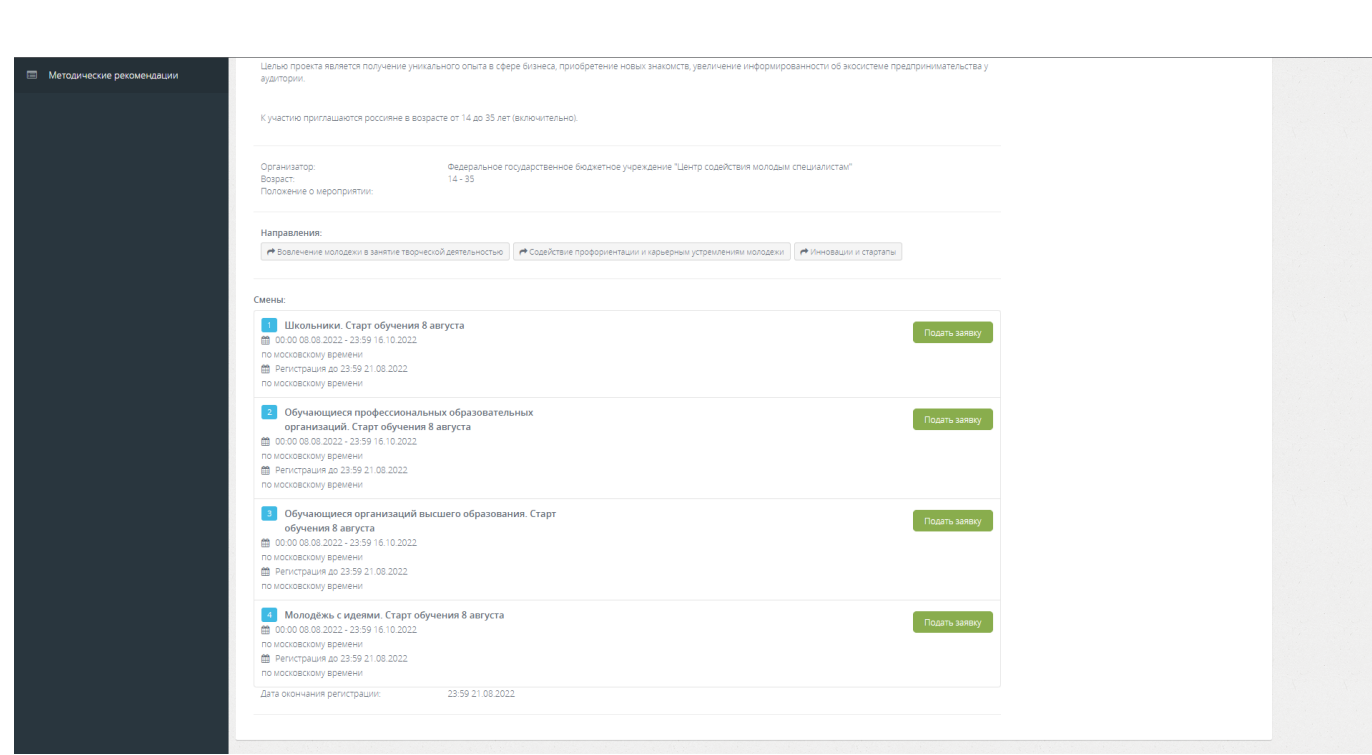 Методические рекомендации
Целью проекта является получение уникального опыта в сфере бизнеса, приобретение новых знакомств, увеличение информированности об экосистеме предпринимательства у
аудитории.
К участию приглашаются россияне в возрасте от 14 до 35 лет (включительно).
Организатор: Федеральное государственное бюджетное учреждение "Центр содействия молодым специалистам"
Возраст: 14 - 35
Положение о мероприятии:
Направления:
Вовлечение молодежи в занятие творческой деятельностью Содействие профориентации и карьерным устремлениям молодежи Инновации и стартапы
Смены:
1 Школьники. Старт обучения 8 августа
Подать заявку
00:00 08.08.2022 - 23:59 16.10.2022
по московскому времени
Регистрация до 23:59 21.08.2022
по московскому времени
2 Обучающиеся профессиональных образовательных
организаций. Старт обучения 8 августа
Подать заявку
00:00 08.08.2022 - 23:59 16.10.2022
по московскому времени
Регистрация до 23:59 21.08.2022
по московскому времени
3 Обучающиеся организаций высшего образования. Старт
обучения 8 августа
Подать заявку
00:00 08.08.2022 - 23:59 16.10.2022
по московскому времени
Регистрация до 23:59 21.08.2022
по московскому времени
4 Молодёжь с идеями. Старт обучения 8 августа
Подать заявку
00:00 08.08.2022 - 23:59 16.10.2022
по московскому времени
Регистрация до 23:59 21.08.2022
по московскому времени
Дата окончания регистрации: 23:59 21.08.2022